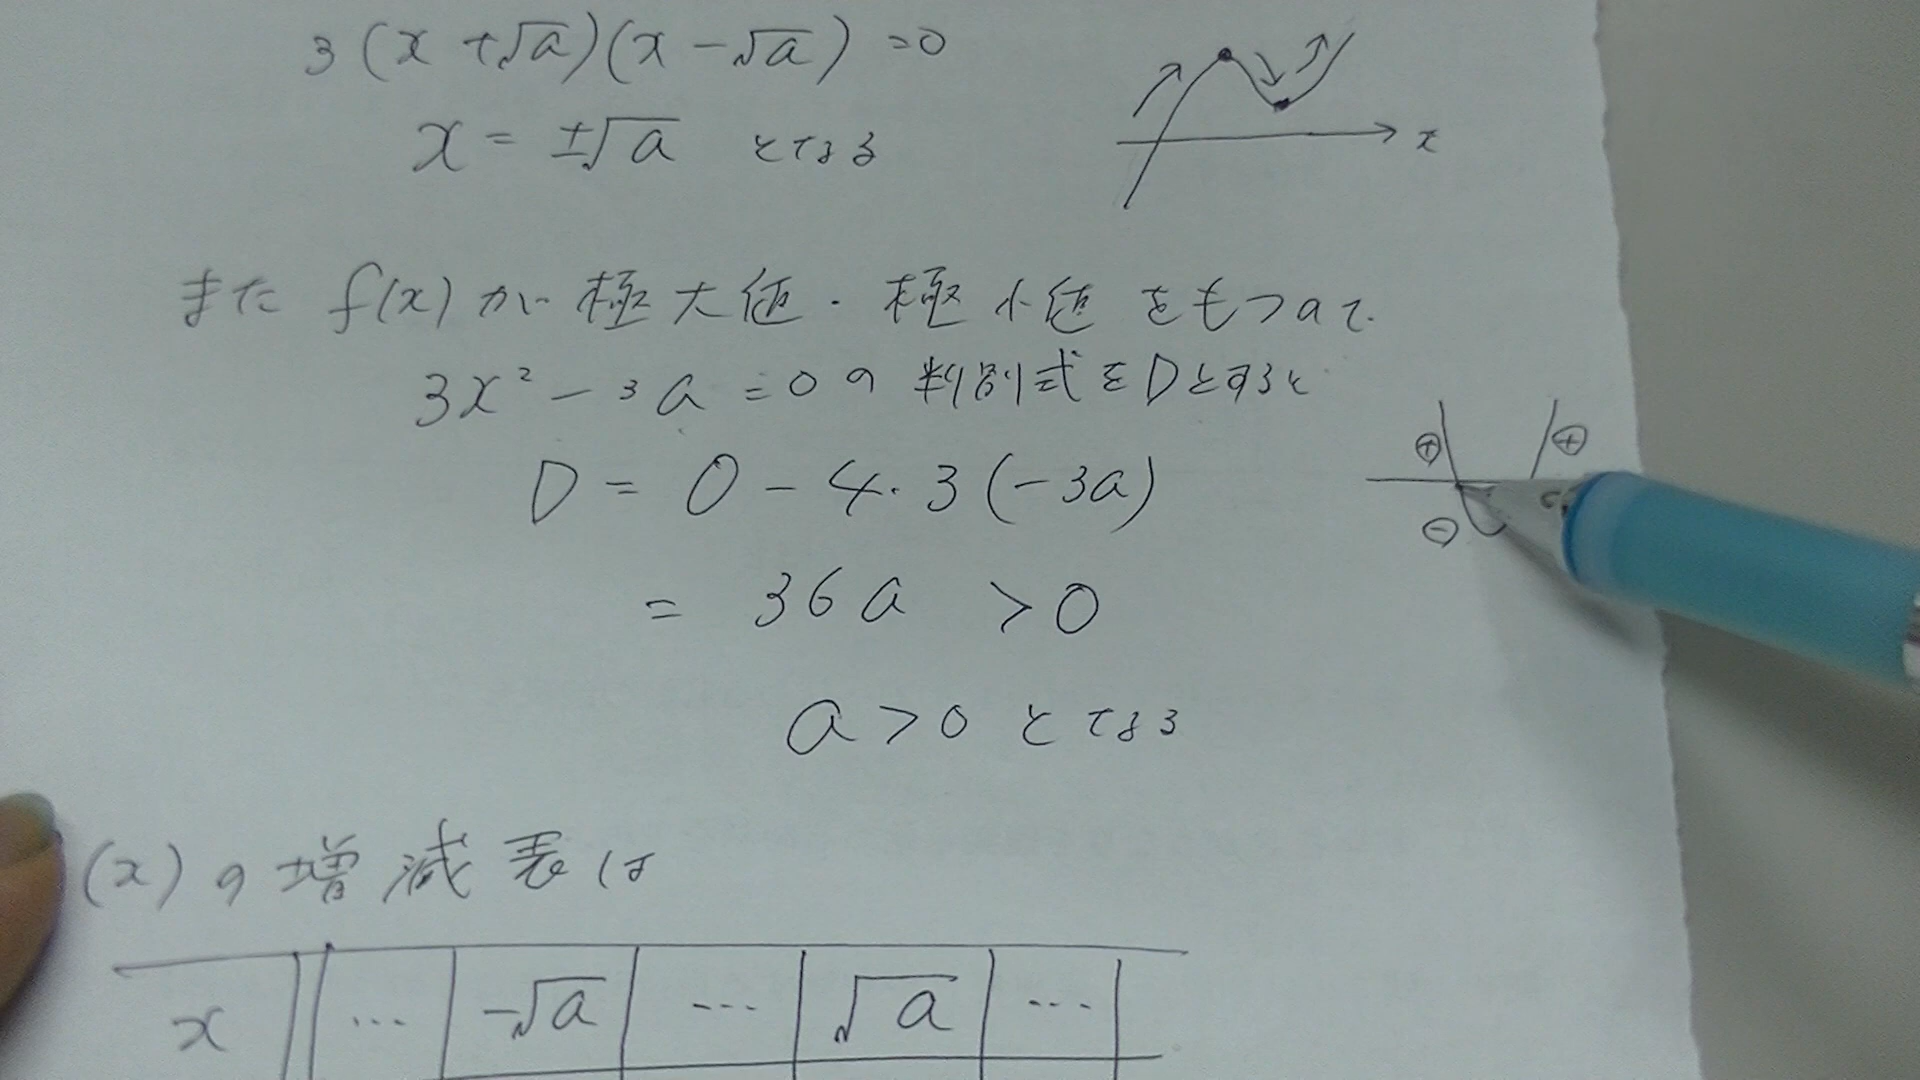 3(x+√a)(x-√a)=0
x=±√a となる
x
また f(x)が極大値・極小値をもつので
3x²-3a=0の判別式をDとすると
⊕ ⊕
D=0-4・3(-3a)
⊖
=36a >0
a>0となる
(x)の増減表は
x … -√a … √a …